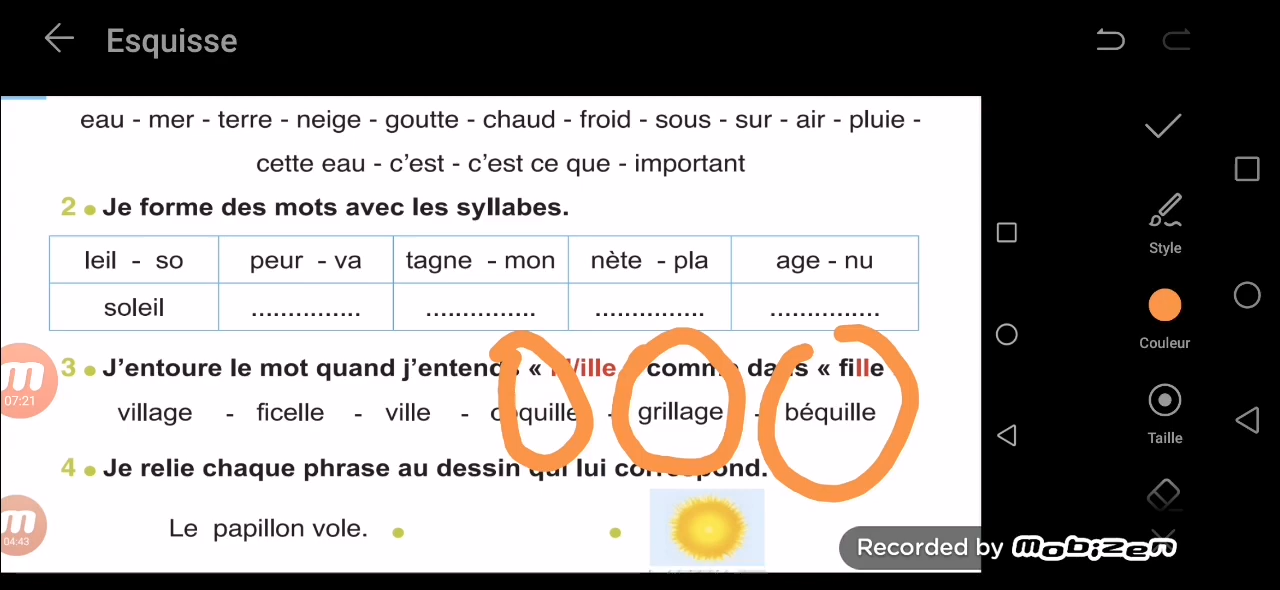 Esquisse
eau - mer - terre - neige - goutte - chaud - froid - sous - sur - air - pluie -
cette eau - c'est - c'est ce que - important
2 • Je forme des mots avec les syllabes.
leil - so peur - va tagne - mon nète - pla age - nu
soleil ............... ............... ............... ...............
Style
Couleur
3 • J'entoure le mot quand j'entends « /ille comme dans « fille
07:21
village - ficelle - ville - coquille - grillage - béquille
Taille
4 • Je relie chaque phrase au dessin qui lui correspond.
Le papillon vole. •
04:43
Recorded by mobizen